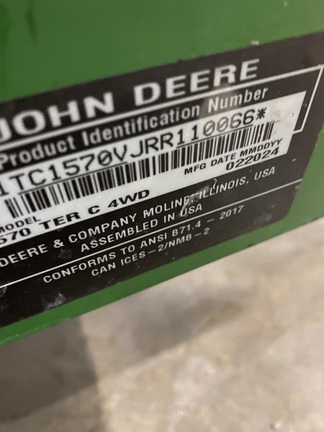 JOHN DEERE
Product Identification Number
1TC1570VJRR110066*
MFG DATE MMDDYY
022024
MODEL
570 TER C 4WD
DEERE & COMPANY MOLINE, ILLINOIS, USA
ASSEMBLED IN USA
CONFORMS TO ANSI B71.4 - 2017
CAN ICES-2/NMB-2